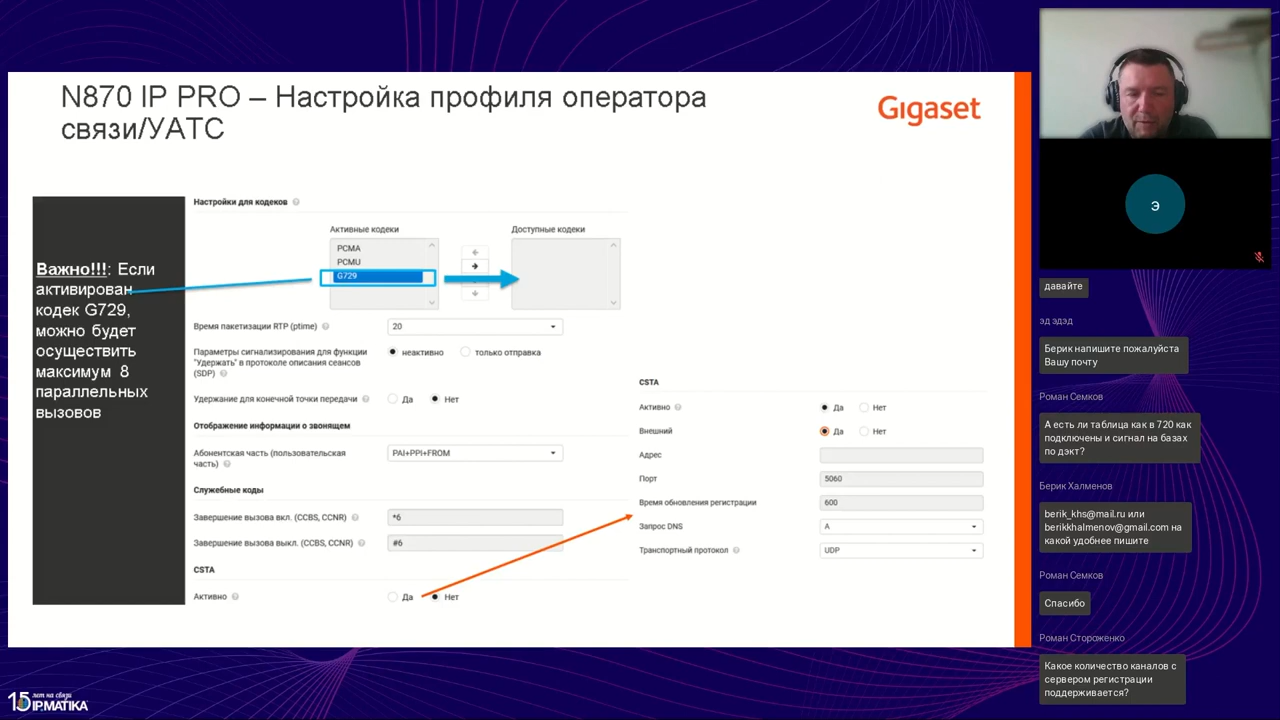 N870 IP PRO – Настройка профиля оператора
связи/УАТС
Gigaset
Важно!!!: Если
активирован
кодек G729,
можно будет
осуществить
максимум 8
параллельных
вызовов
Настройки для кодеков
Активные кодеки
Доступные кодеки
PCMA
PCMU
G729
Время пакетизации RTP (ptime)
20
Параметры сигнализирования для функции
"Удержать" в протоколе описания сеансов
(SDP)
неактивно
только отправка
Удержание для конечной точки передачи
Да
Нет
Отображение информации о звонящем
Абонентская часть (пользовательская
часть)
PAI+PPI+FROM
Служебные коды
Завершение вызова вкл. (CCBS, CCNR)
*6
Завершение вызова выкл. (CCBS, CCNR)
#6
CSTA
Активно
Да
Нет
CSTA
Активно
Да
Нет
Внешний
Да
Нет
Адрес
Порт
5060
Время обновления регистрации
600
Запрос DNS
A
Транспортный протокол
UDP
15 лет на связи
IPMATIKA
э
давайте
эд эдэд
Берик напишите пожалуйста
Вашу почту
Роман Семков
А есть ли таблица как в 720 как
подключены и сигнал на базах
по дэкт?
Берик Халменов
berik_khs@mail.ru или
berikkhalmenov@gmail.com на
какой удобнее пишите
Роман Семков
Спасибо
Роман Стороженко
Какое количество каналов с
сервером регистрации
поддерживается?